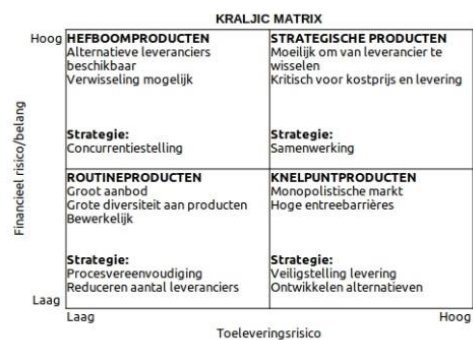 KRALJIC MATRIX
Hoog
Financieel risico/belang
Laag
HEFBOOMPRODUCTEN
Alternatieve leveranciers
beschikbaar
Verwisseling mogelijk
Strategie:
Concurrentiestelling
STRATEGISCHE PRODUCTEN
Moeilijk om van leverancier te
wisselen
Kritisch voor kostprijs en levering
Strategie:
Samenwerking
ROUTINEPRODUCTEN
Groot aanbod
Grote diversiteit aan producten
Bewerkelijk
Strategie:
Procesvereenvoudiging
Reduceren aantal leveranciers
KNELPUNTPRODUCTEN
Monopolistische markt
Hoge entreebarrières
Strategie:
Veiligstelling levering
Ontwikkelen alternatieven
Laag
Hoog
Toeleveringsrisico